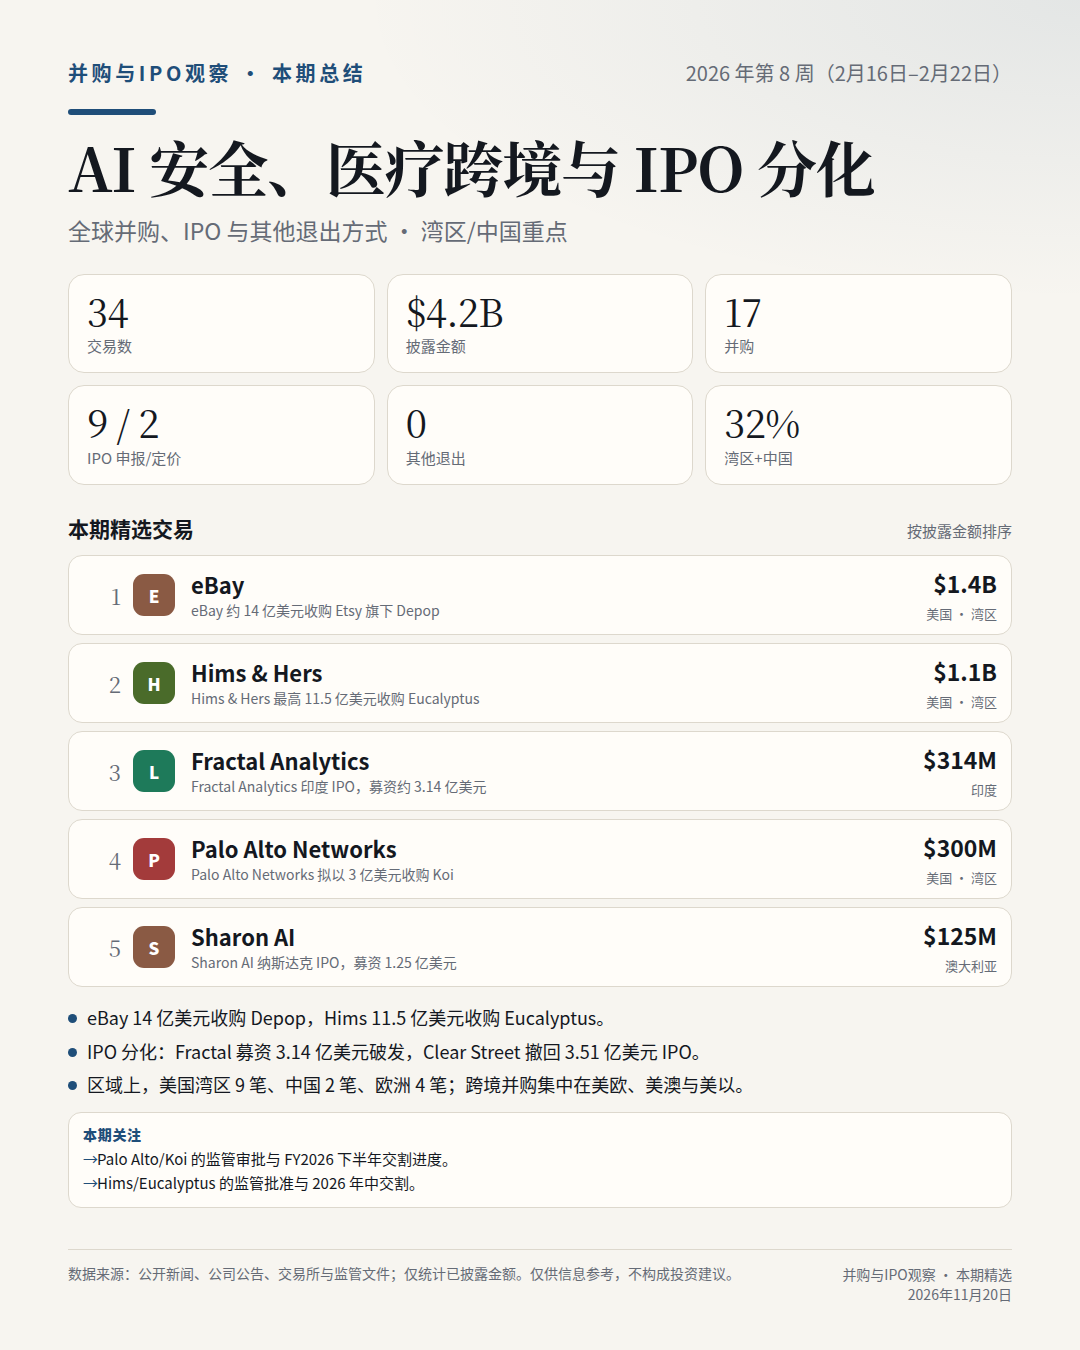 并购与IPO观察 · 本期总结
2026 年第 8 周（2月16日–2月22日）
AI 安全、医疗跨境与 IPO 分化
全球并购、IPO 与其他退出方式 · 湾区/中国重点
34
交易数
$4.2B
披露金额
17
并购
9 / 2
IPO 申报/定价
0
其他退出
32%
湾区+中国
本期精选交易
按披露金额排序
1
E
eBay
eBay 约 14 亿美元收购 Etsy 旗下 Depop
$1.4B
美国 · 湾区
2
H
Hims & Hers
Hims & Hers 最高 11.5 亿美元收购 Eucalyptus
$1.1B
美国 · 湾区
3
L
Fractal Analytics
Fractal Analytics 印度 IPO，募资约 3.14 亿美元
$314M
印度
4
P
Palo Alto Networks
Palo Alto Networks 拟以 3 亿美元收购 Koi
$300M
美国 · 湾区
5
S
Sharon AI
Sharon AI 纳斯达克 IPO，募资 1.25 亿美元
$125M
澳大利亚
eBay 14 亿美元收购 Depop，Hims 11.5 亿美元收购 Eucalyptus。
IPO 分化：Fractal 募资 3.14 亿美元破发，Clear Street 撤回 3.51 亿美元 IPO。
区域上，美国湾区 9 笔、中国 2 笔、欧洲 4 笔；跨境并购集中在美欧、美澳与美以。
本期关注
→Palo Alto/Koi 的监管审批与 FY2026 下半年交割进度。
→Hims/Eucalyptus 的监管批准与 2026 年中交割。
数据来源：公开新闻、公司公告、交易所与监管文件；仅统计已披露金额。仅供信息参考，不构成投资建议。
并购与IPO观察 · 本期精选
2026年11月20日